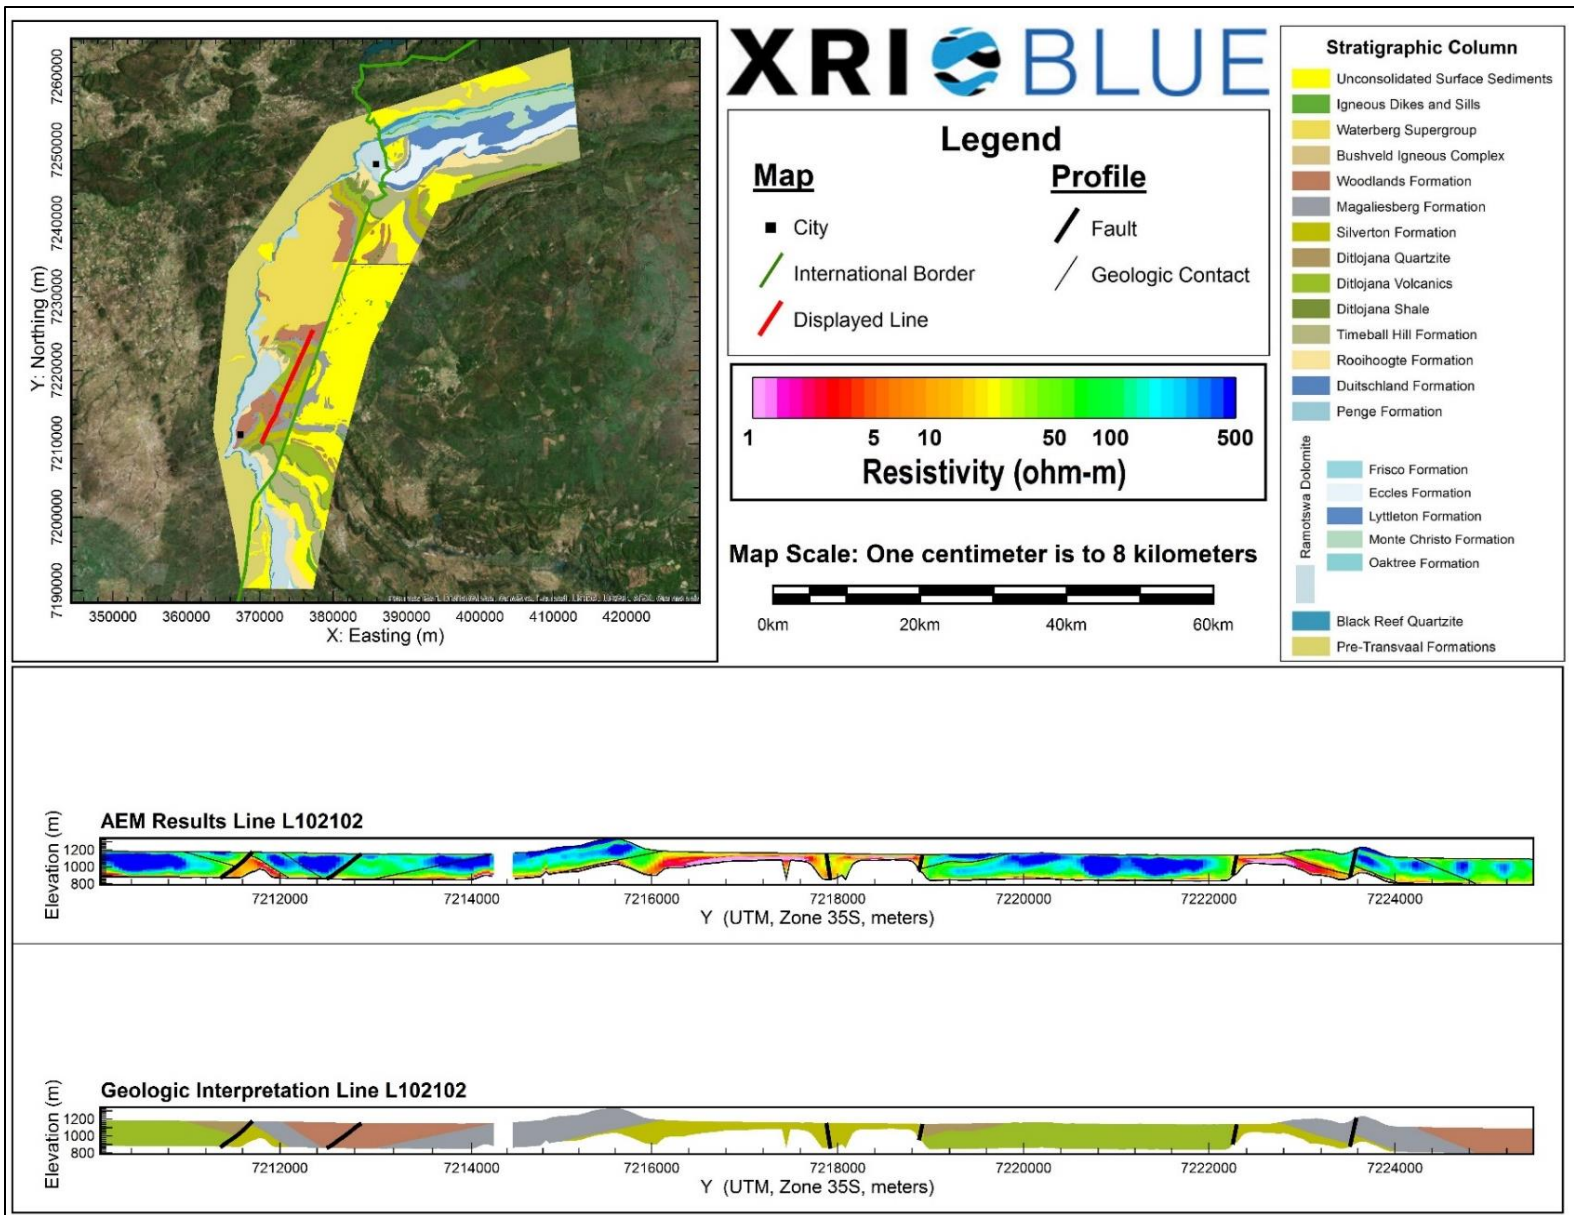 XRI BLUE
7260000
7250000
7240000
7230000
7220000
7210000
7200000
7190000
Y: Northing (m)
350000 360000 370000 380000 390000 400000 410000 420000
X: Easting (m)
Legend
Map
City
International Border
Displayed Line
Profile
Fault
Geologic Contact
1 5 10 50 100 500
Resistivity (ohm-m)
Map Scale: One centimeter is to 8 kilometers
0km 20km 40km 60km
Stratigraphic Column
Unconsolidated Surface Sediments
Igneous Dikes and Sills
Waterberg Supergroup
Bushveld Igneous Complex
Woodlands Formation
Magaliesberg Formation
Silverton Formation
Ditlojana Quartzite
Ditlojana Volcanics
Ditlojana Shale
Timeball Hill Formation
Rooihoogte Formation
Duitschland Formation
Penge Formation
Ramotswa Dolomite
Frisco Formation
Eccles Formation
Lyttleton Formation
Monte Christo Formation
Oaktree Formation
Black Reef Quartzite
Pre-Transvaal Formations
AEM Results Line L102102
Elevation (m)
1200
1000
800
7212000 7214000 7216000 7218000 7220000 7222000 7224000
Y (UTM, Zone 35S, meters)
Geologic Interpretation Line L102102
Elevation (m)
1200
1000
800
7212000 7214000 7216000 7218000 7220000 7222000 7224000
Y (UTM, Zone 35S, meters)